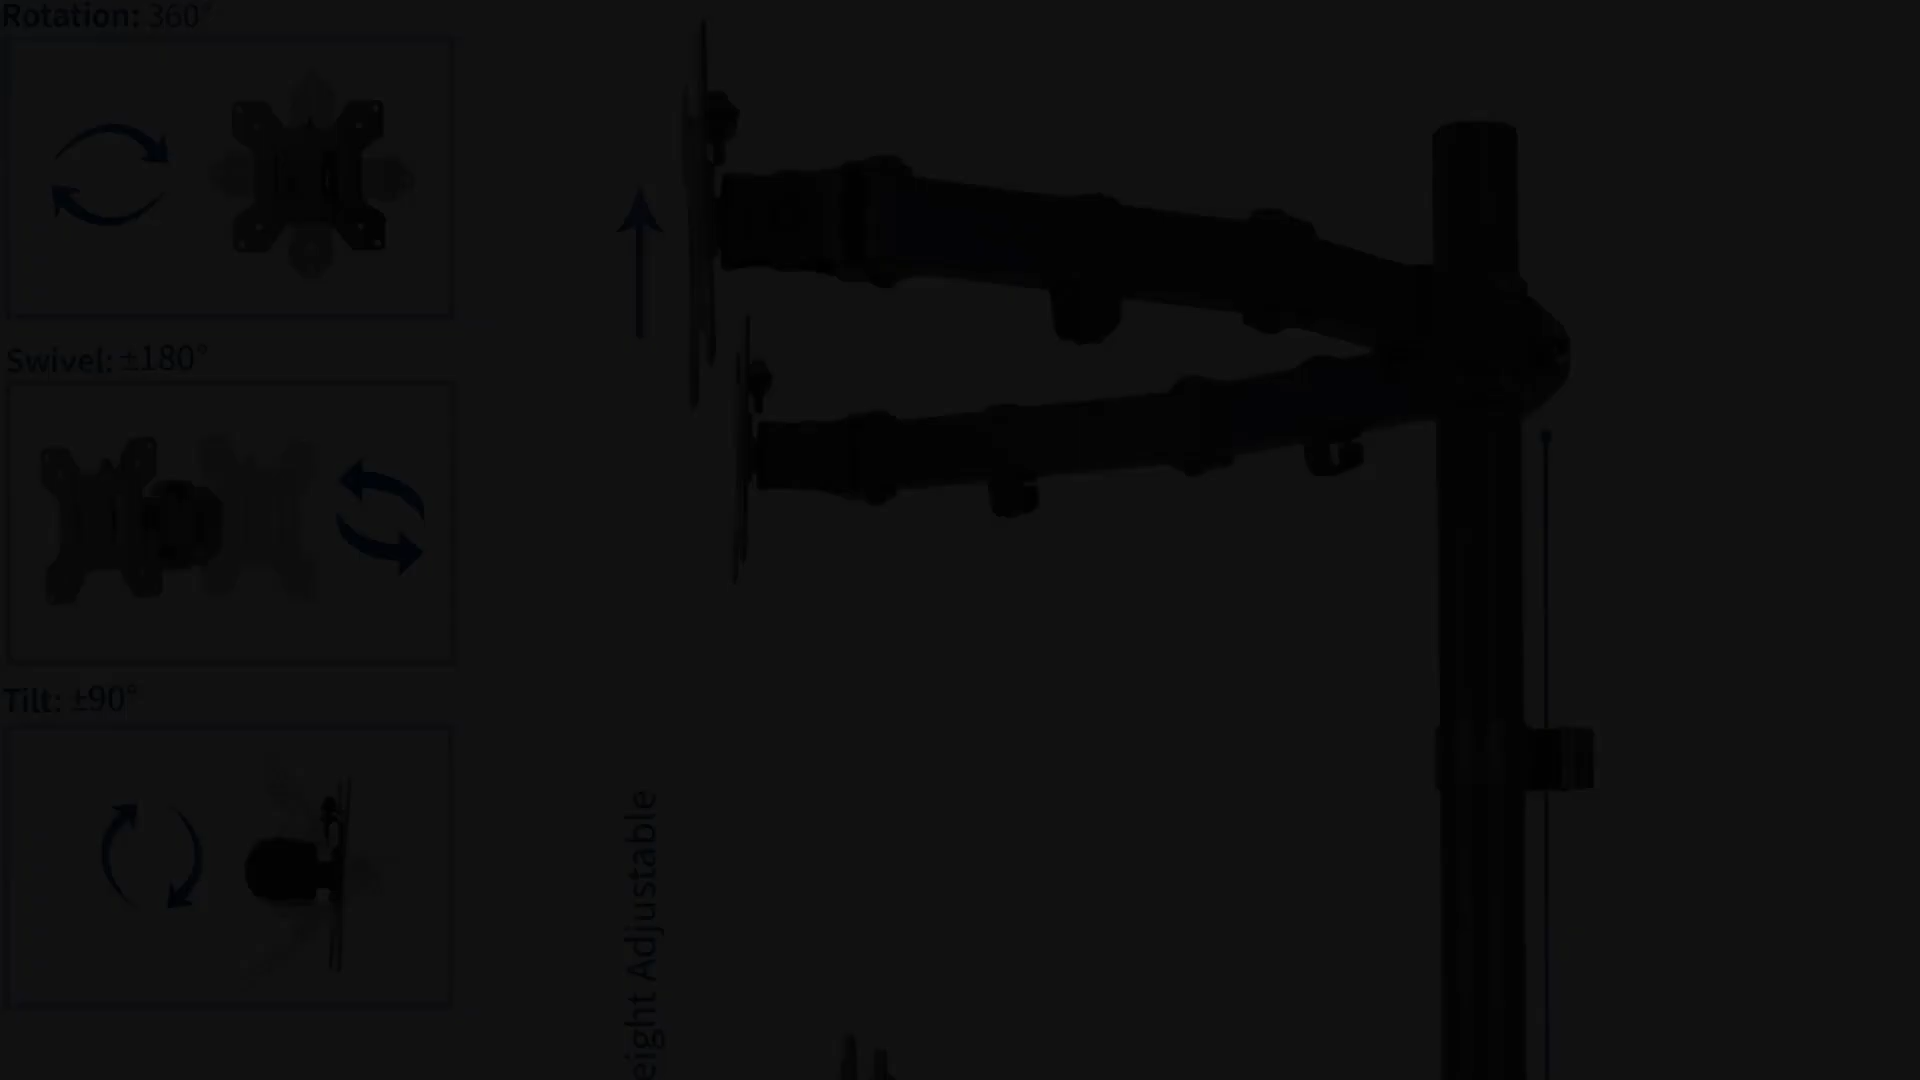 Rotation: 360°
Swivel: ±180°
Tilt: ±90°
eight Adjustable